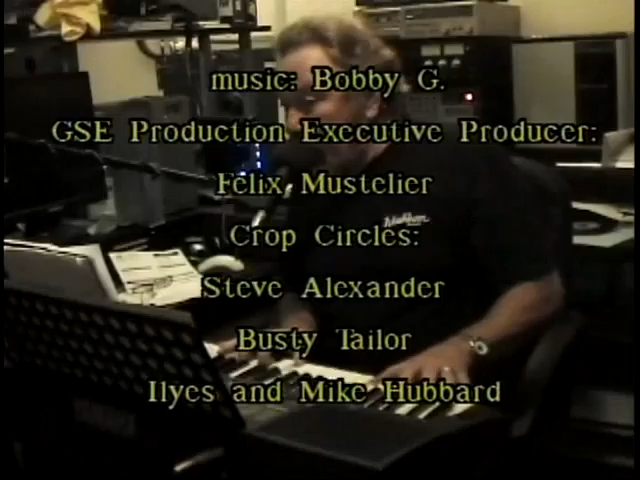 music: Bobby G.
GSE Production Executive Producer:
Felix Mustelier
Crop Circles:
Steve Alexander
Busty Tailor
Ilyes and Mike Hubbard